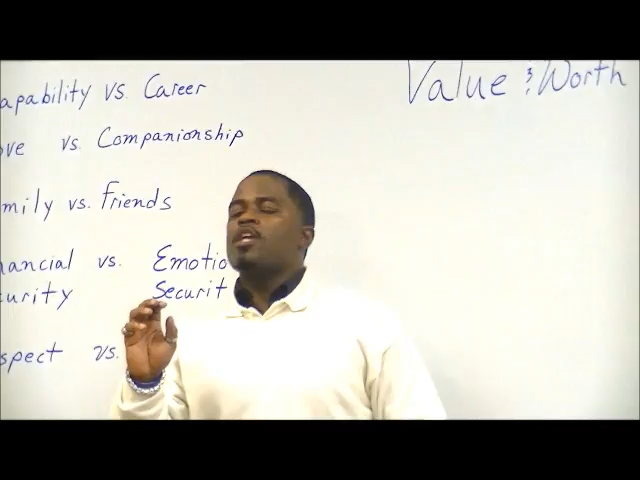 Value & Worth
apability vs. Career
ove vs. Companionship
mily vs. Friends
nancial vs. Emotio
curity Securit
spect vs.